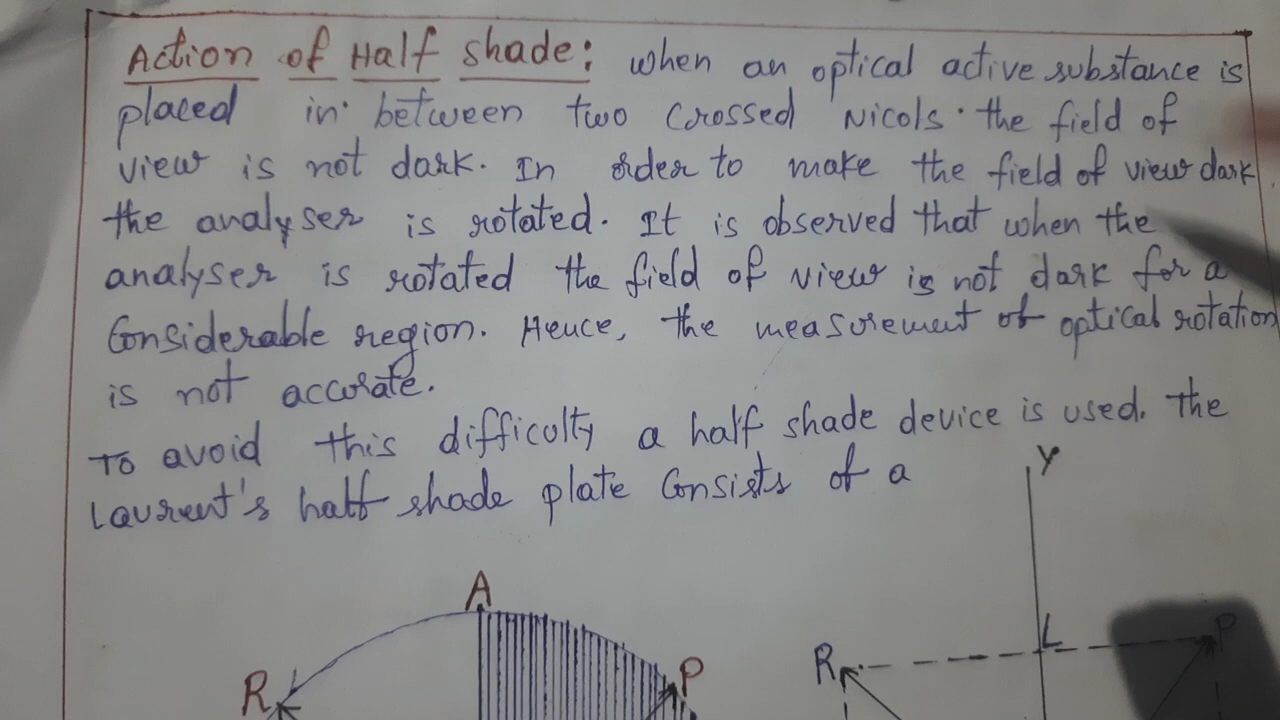 Action of Half shade: when an optical active substance is
placed in between two crossed Nicols. the field of
view is not dark. In order to make the field of view dark
the analyser is rotated. It is observed that when the
analyser is rotated the field of view is not dark for a
Considerable region. Hence, the measurement of optical rotation
is not accurate.
To avoid this difficulty a half shade device is used. The
Laurent's half shade plate Consists of a
Y
A
L
P
R
P
R